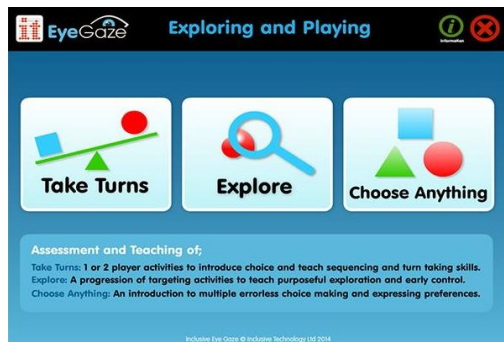 it EyeGaze Exploring and Playing
Information
Take Turns Explore Choose Anything
Assessment and Teaching of;
Take Turns: 1 or 2 player activities to introduce choice and teach sequencing and turn taking skills.
Explore: A progression of targeting activities to teach purposeful exploration and early control.
Choose Anything: An introduction to multiple errorless choice making and expressing preferences.
Inclusive Eye Gaze © Inclusive Technology Ltd 2014